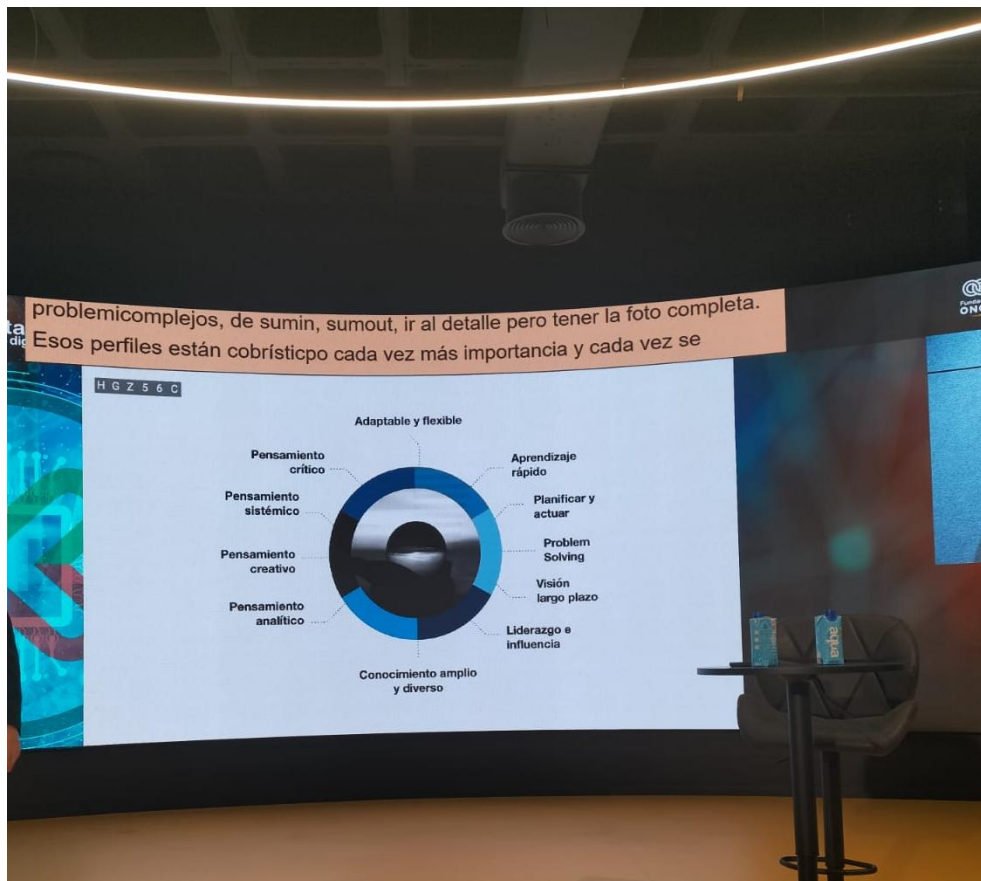 problemicomplejos, de sumin, sumout, ir al detalle pero tener la foto completa.
Esos perfiles están cobrísticpo cada vez más importancia y cada vez se
HGZ56C
Adaptable y flexible
Pensamiento
crítico
Aprendizaje
rápido
Pensamiento
sistémico
Planificar y
actuar
Pensamiento
creativo
Problem
Solving
Pensamiento
analítico
Visión
largo plazo
Liderazgo e
influencia
Conocimiento amplio
y diverso
aqua